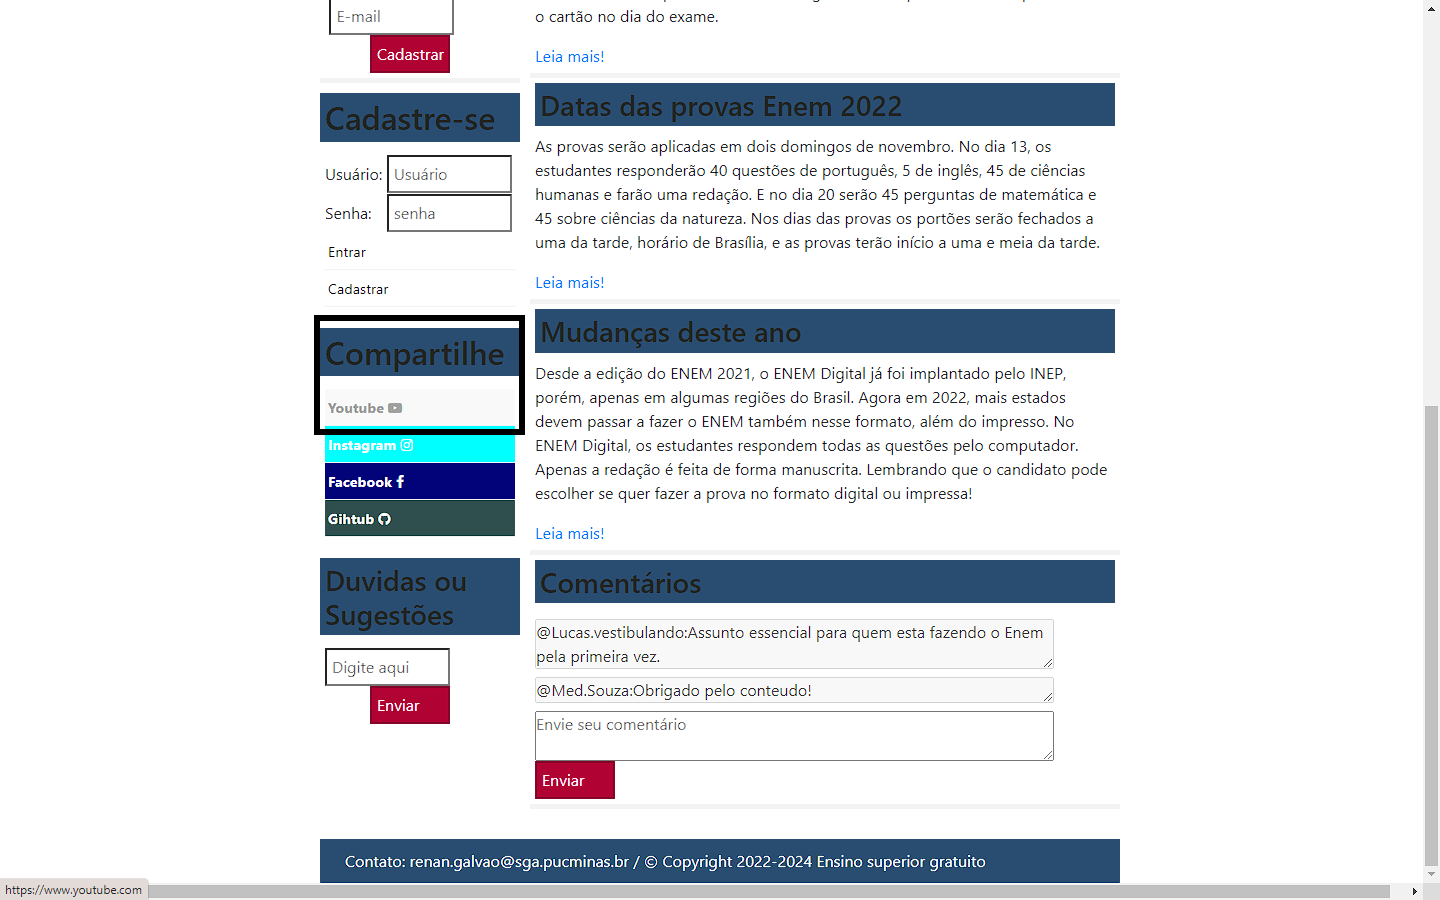 E-mail
Cadastrar
Cadastre-se
Usuário: Usuário
Senha: senha
Entrar
Cadastrar
Compartilhe
Youtube
Instagram
Facebook
Gihtub
Duvidas ou
Sugestões
Digite aqui
Enviar
o cartão no dia do exame.
Leia mais!
Datas das provas Enem 2022
As provas serão aplicadas em dois domingos de novembro. No dia 13, os
estudantes responderão 40 questões de português, 5 de inglês, 45 de ciências
humanas e farão uma redação. E no dia 20 serão 45 perguntas de matemática e
45 sobre ciências da natureza. Nos dias das provas os portões serão fechados a
uma da tarde, horário de Brasília, e as provas terão início a uma e meia da tarde.
Leia mais!
Mudanças deste ano
Desde a edição do ENEM 2021, o ENEM Digital já foi implantado pelo INEP,
porém, apenas em algumas regiões do Brasil. Agora em 2022, mais estados
devem passar a fazer o ENEM também nesse formato, além do impresso. No
ENEM Digital, os estudantes respondem todas as questões pelo computador.
Apenas a redação é feita de forma manuscrita. Lembrando que o candidato pode
escolher se quer fazer a prova no formato digital ou impressa!
Leia mais!
Comentários
@Lucas.vestibulando:Assunto essencial para quem esta fazendo o Enem
pela primeira vez.
@Med.Souza:Obrigado pelo conteudo!
Envie seu comentário
Enviar
Contato: renan.galvao@sga.pucminas.br / © Copyright 2022-2024 Ensino superior gratuito
https://www.youtube.com